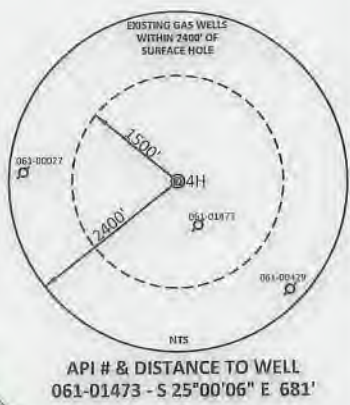 EXISTING GAS WELLS
WITHIN 2400' OF
SURFACE HOLE
1500'
061-00027
4H
2400'
061-01473
061-00429
NTS
API # & DISTANCE TO WELL
061-01473 - S 25°00'06" E 681'